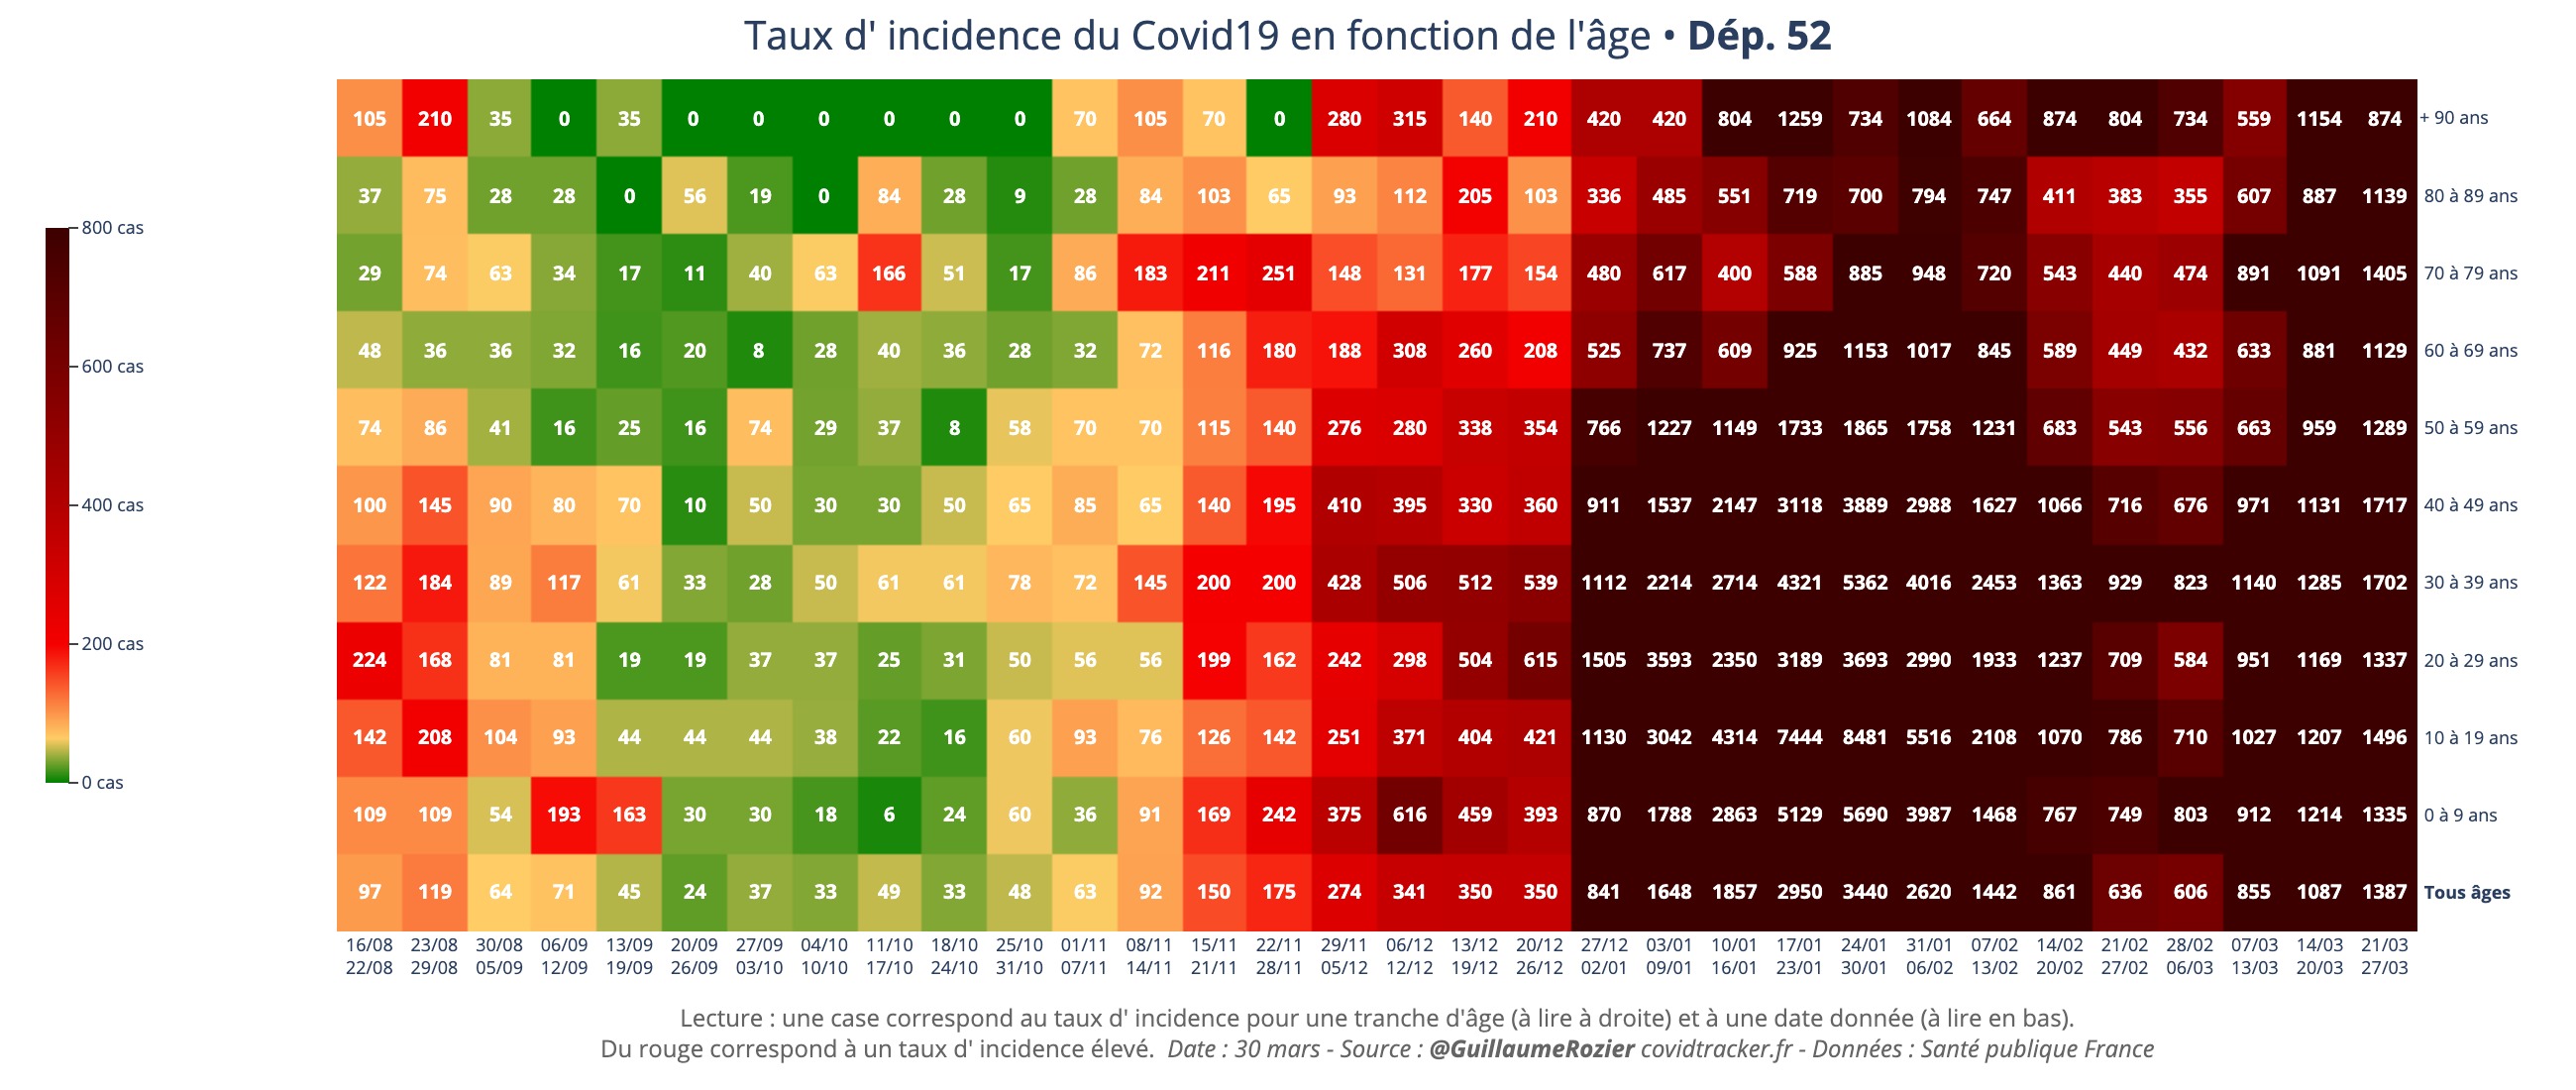 Taux d' incidence du Covid19 en fonction de l'âge • Dép. 52
105 210 35 0 35 0 0 0 0 0 0 70 105 70 0 280 315 140 210 420 420 804 1259 734 1084 664 874 804 734 559 1154 874 + 90 ans
37 75 28 28 0 56 19 0 84 28 9 28 84 103 65 93 112 205 103 336 485 551 719 700 794 747 411 383 355 607 887 1139 80 à 89 ans
800 cas
29 74 63 34 17 11 40 63 166 51 17 86 183 211 251 148 131 177 154 480 617 400 588 885 948 720 543 440 474 891 1091 1405 70 à 79 ans
48 36 36 32 16 20 8 28 40 36 28 32 72 116 180 188 308 260 208 525 737 609 925 1153 1017 845 589 449 432 633 881 1129 60 à 69 ans
600 cas
74 86 41 16 25 16 74 29 37 8 58 70 70 115 140 276 280 338 354 766 1227 1149 1733 1865 1758 1231 683 543 556 663 959 1289 50 à 59 ans
400 cas
100 145 90 80 70 10 50 30 30 50 65 85 65 140 195 410 395 330 360 911 1537 2147 3118 3889 2988 1627 1066 716 676 971 1131 1717 40 à 49 ans
122 184 89 117 61 33 28 50 61 61 78 72 145 200 200 428 506 512 539 1112 2214 2714 4321 5362 4016 2453 1363 929 823 1140 1285 1702 30 à 39 ans
200 cas
224 168 81 81 19 19 37 37 25 31 50 56 56 199 162 242 298 504 615 1505 3593 2350 3189 3693 2990 1933 1237 709 584 951 1169 1337 20 à 29 ans
142 208 104 93 44 44 44 38 22 16 60 93 76 126 142 251 371 404 421 1130 3042 4314 7444 8481 5516 2108 1070 786 710 1027 1207 1496 10 à 19 ans
0 cas
109 109 54 193 163 30 30 18 6 24 60 36 91 169 242 375 616 459 393 870 1788 2863 5129 5690 3987 1468 767 749 803 912 1214 1335 0 à 9 ans
97 119 64 71 45 24 37 33 49 33 48 63 92 150 175 274 341 350 350 841 1648 1857 2950 3440 2620 1442 861 636 606 855 1087 1387 Tous âges
16/08 23/08 30/08 06/09 13/09 20/09 27/09 04/10 11/10 18/10 25/10 01/11 08/11 15/11 22/11 29/11 06/12 13/12 20/12 27/12 03/01 10/01 17/01 24/01 31/01 07/02 14/02 21/02 28/02 07/03 14/03 21/03
22/08 29/08 05/09 12/09 19/09 26/09 03/10 10/10 17/10 24/10 31/10 07/11 14/11 21/11 28/11 05/12 12/12 19/12 26/12 02/01 09/01 16/01 23/01 30/01 06/02 13/02 20/02 27/02 06/03 13/03 20/03 27/03
Lecture : une case correspond au taux d' incidence pour une tranche d'âge (à lire à droite) et à une date donnée (à lire en bas).
Du rouge correspond à un taux d' incidence élevé. Date : 30 mars - Source : @GuillaumeRozier covidtracker.fr - Données : Santé publique France